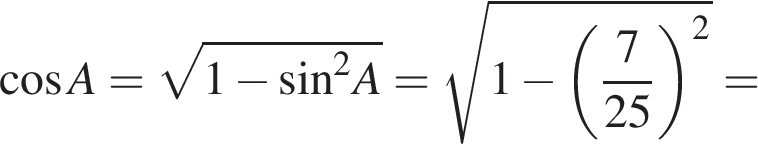 cos A = √(1 − sin²A) = √(1 − (7/25)²) =